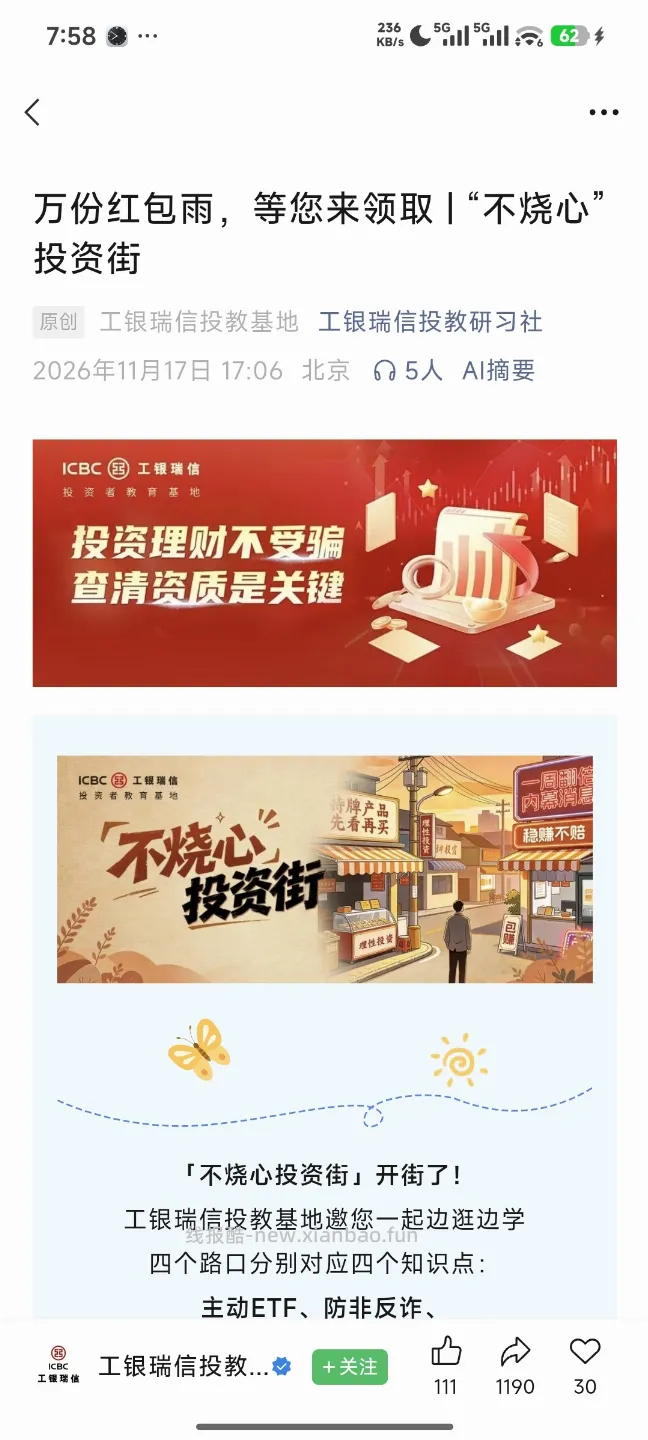 7:58
236
KB/s
5G
5G
6
62
万份红包雨，等您来领取 | “不烧心”
投资街
原创 工银瑞信投教基地 工银瑞信投教研习社
2026年11月17日 17:06 北京 5人 AI摘要
ICBC 工银瑞信
投资者教育基地
投资理财不受骗
查清资质是关键
ICBC 工银瑞信
投资者教育基地
不烧心
投资街
持牌产品
先看再买
理性投资
理性投资
一周翻倍
内幕消息
稳赚不赔
包赚
「不烧心投资街」开街了！
工银瑞信投教基地邀您一起边逛边学
线报酷-new.xianbao.fun
四个路口分别对应四个知识点：
主动ETF、防非反诈、
ICBC
工银瑞信
工银瑞信投教...
+关注
111
1190
30